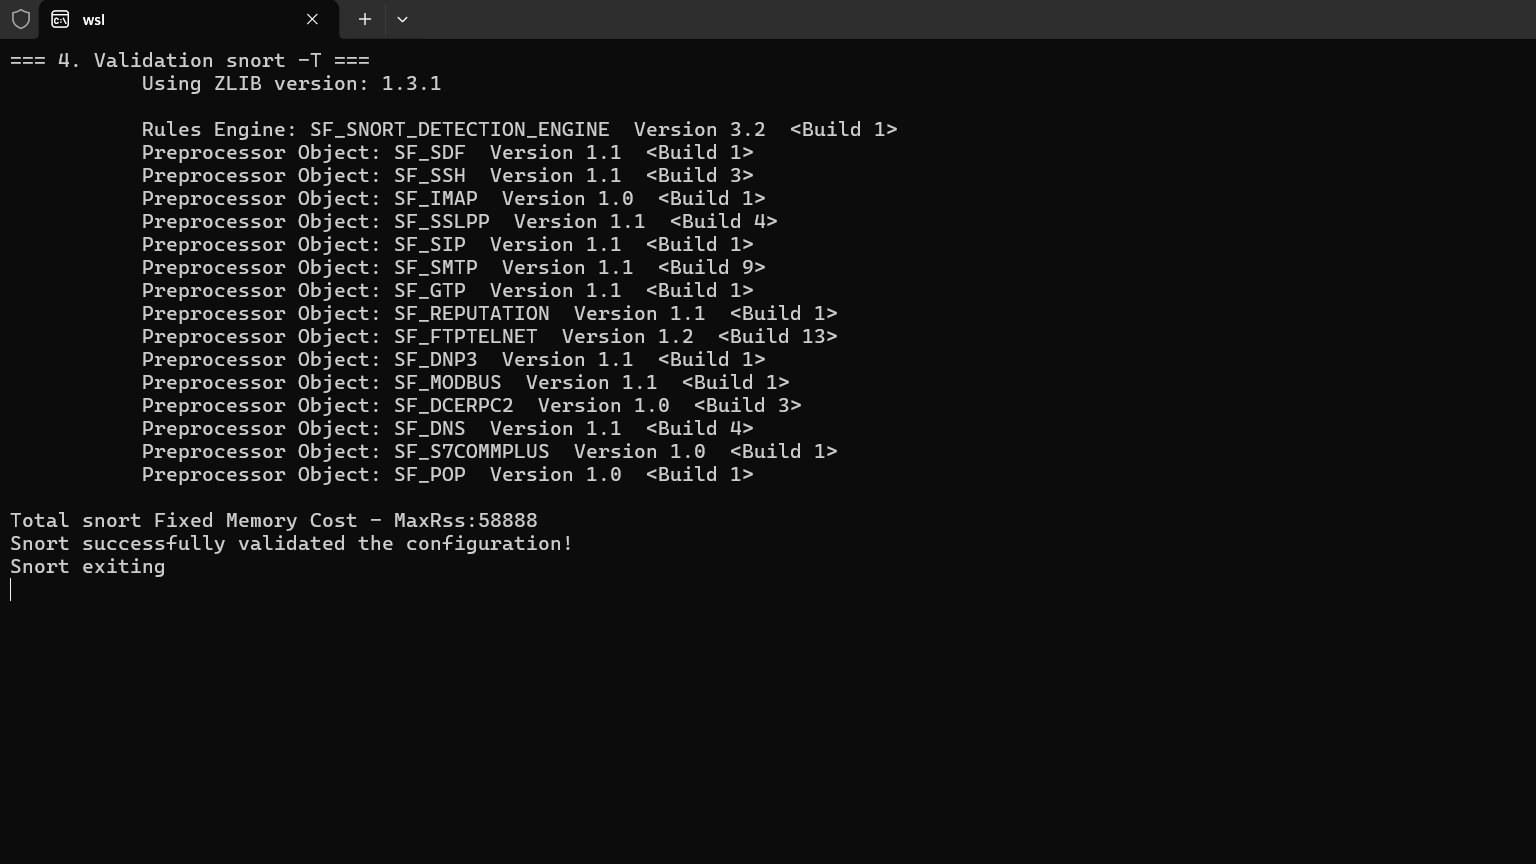 wsl
=== 4. Validation snort -T ===
Using ZLIB version: 1.3.1
Rules Engine: SF_SNORT_DETECTION_ENGINE  Version 3.2  <Build 1>
Preprocessor Object: SF_SDF  Version 1.1  <Build 1>
Preprocessor Object: SF_SSH  Version 1.1  <Build 3>
Preprocessor Object: SF_IMAP  Version 1.0  <Build 1>
Preprocessor Object: SF_SSLPP  Version 1.1  <Build 4>
Preprocessor Object: SF_SIP  Version 1.1  <Build 1>
Preprocessor Object: SF_SMTP  Version 1.1  <Build 9>
Preprocessor Object: SF_GTP  Version 1.1  <Build 1>
Preprocessor Object: SF_REPUTATION  Version 1.1  <Build 1>
Preprocessor Object: SF_FTPTELNET  Version 1.2  <Build 13>
Preprocessor Object: SF_DNP3  Version 1.1  <Build 1>
Preprocessor Object: SF_MODBUS  Version 1.1  <Build 1>
Preprocessor Object: SF_DCERPC2  Version 1.0  <Build 3>
Preprocessor Object: SF_DNS  Version 1.1  <Build 4>
Preprocessor Object: SF_S7COMMPLUS  Version 1.0  <Build 1>
Preprocessor Object: SF_POP  Version 1.0  <Build 1>
Total snort Fixed Memory Cost - MaxRss:58888
Snort successfully validated the configuration!
Snort exiting